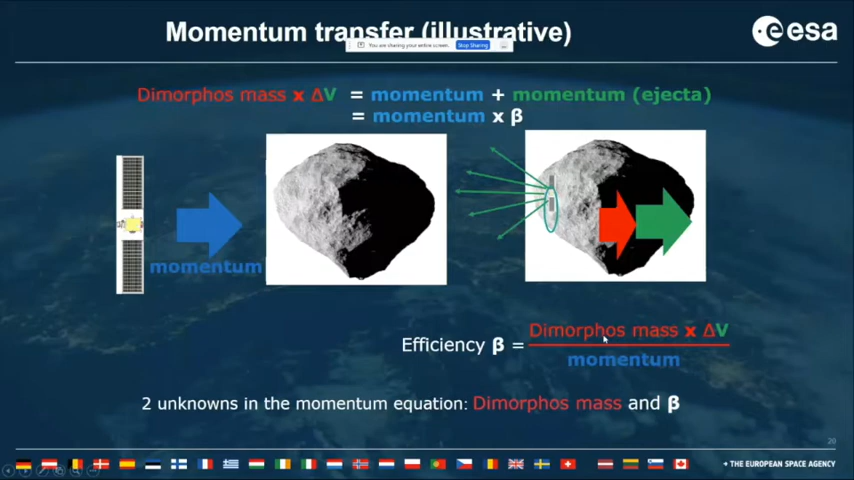 Momentum transfer (illustrative)
esa
You are sharing your entire screen.
Stop Sharing
Dimorphos mass x ΔV = momentum + momentum (ejecta)
= momentum x β
momentum
Efficiency β = Dimorphos mass x ΔV
momentum
2 unknowns in the momentum equation: Dimorphos mass and β
20
→ THE EUROPEAN SPACE AGENCY